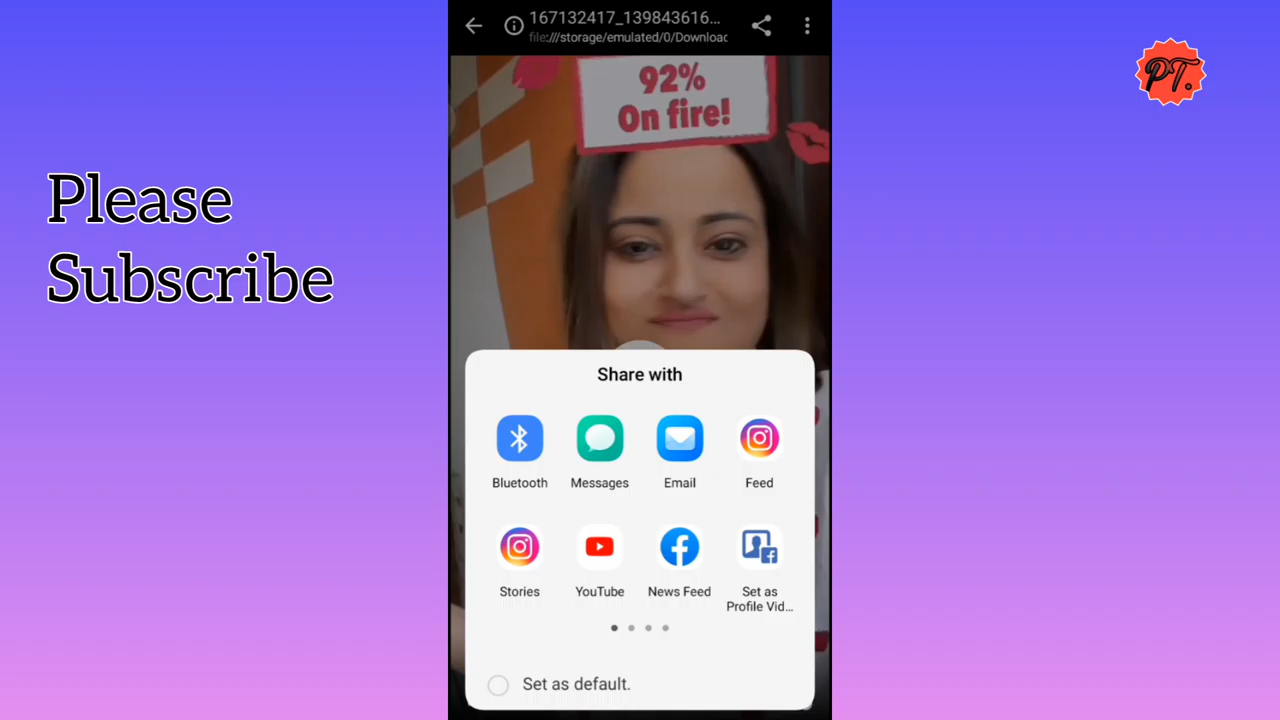 167132417_139843616...
file:///storage/emulated/0/Download
PT.
92%
On fire!
Please
Subscribe
Share with
Bluetooth
Messages
Email
Feed
Stories
YouTube
News Feed
Set as
Profile Vid...
Set as default.